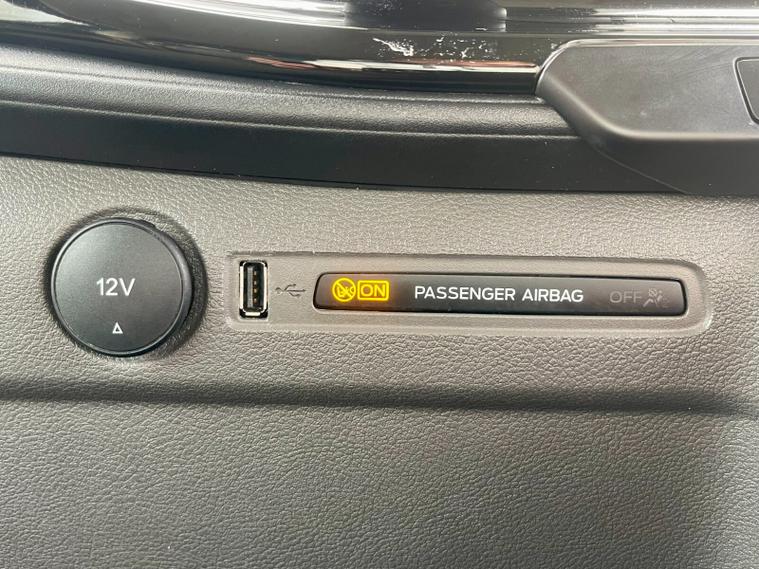 12V
ON PASSENGER AIRBAG OFF